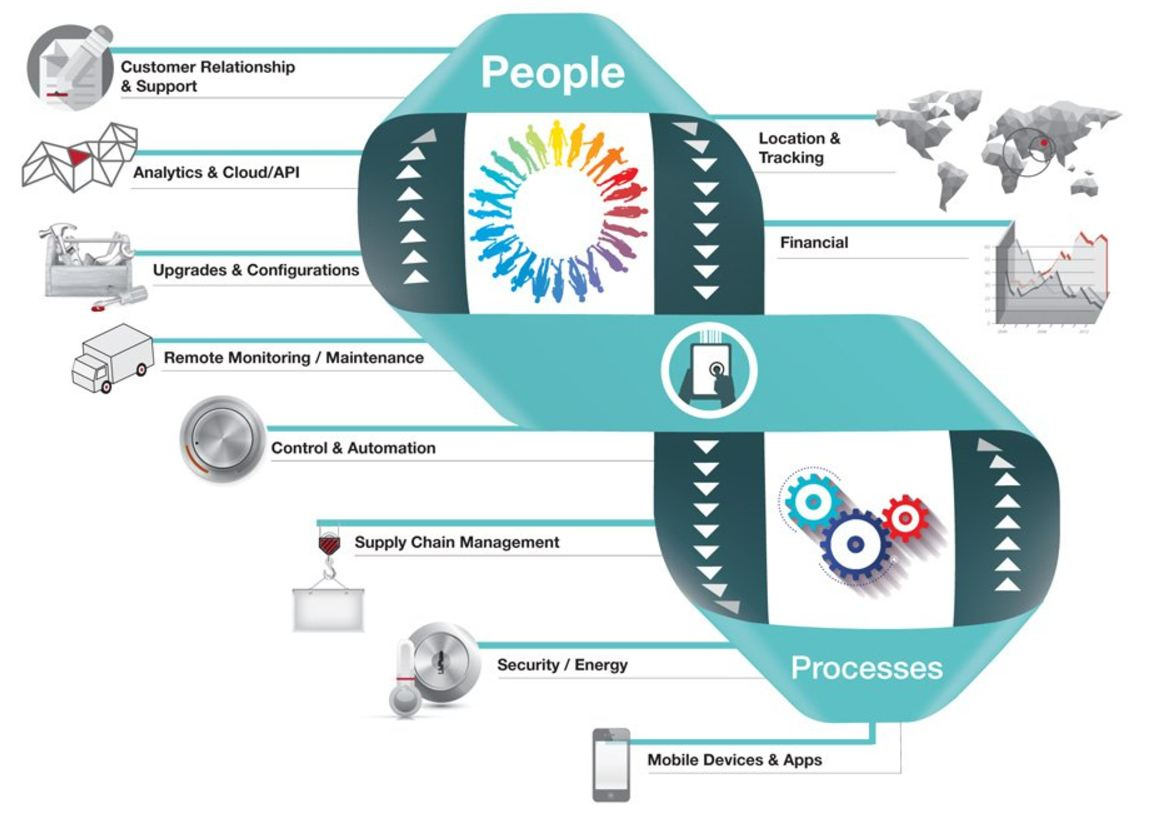 People
Customer Relationship
& Support
Location &
Tracking
Analytics & Cloud/API
Financial
Upgrades & Configurations
Remote Monitoring / Maintenance
Control & Automation
Supply Chain Management
Security / Energy
Processes
Mobile Devices & Apps